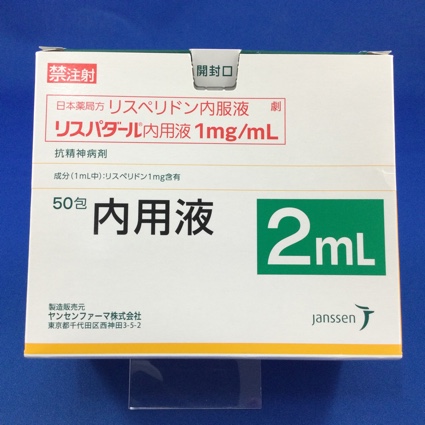 禁注射
開封口
日本薬局方 リスペリドン内服液 劇
リスパダール®内用液1mg/mL
抗精神病剤
成分(1mL中):リスペリドン1mg含有
50包 内用液 2mL
製造販売元
ヤンセンファーマ株式会社
東京都千代田区西神田3-5-2
janssen